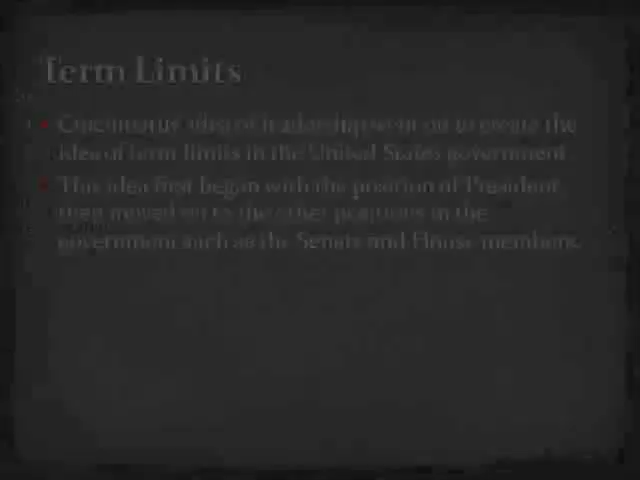 Term Limits
Cincinnatus' idea of leadership went on to create the
idea of term limits in the United States government
This idea first began with the position of President
then moved on to the other positions in the
government such as the Senate and House members.